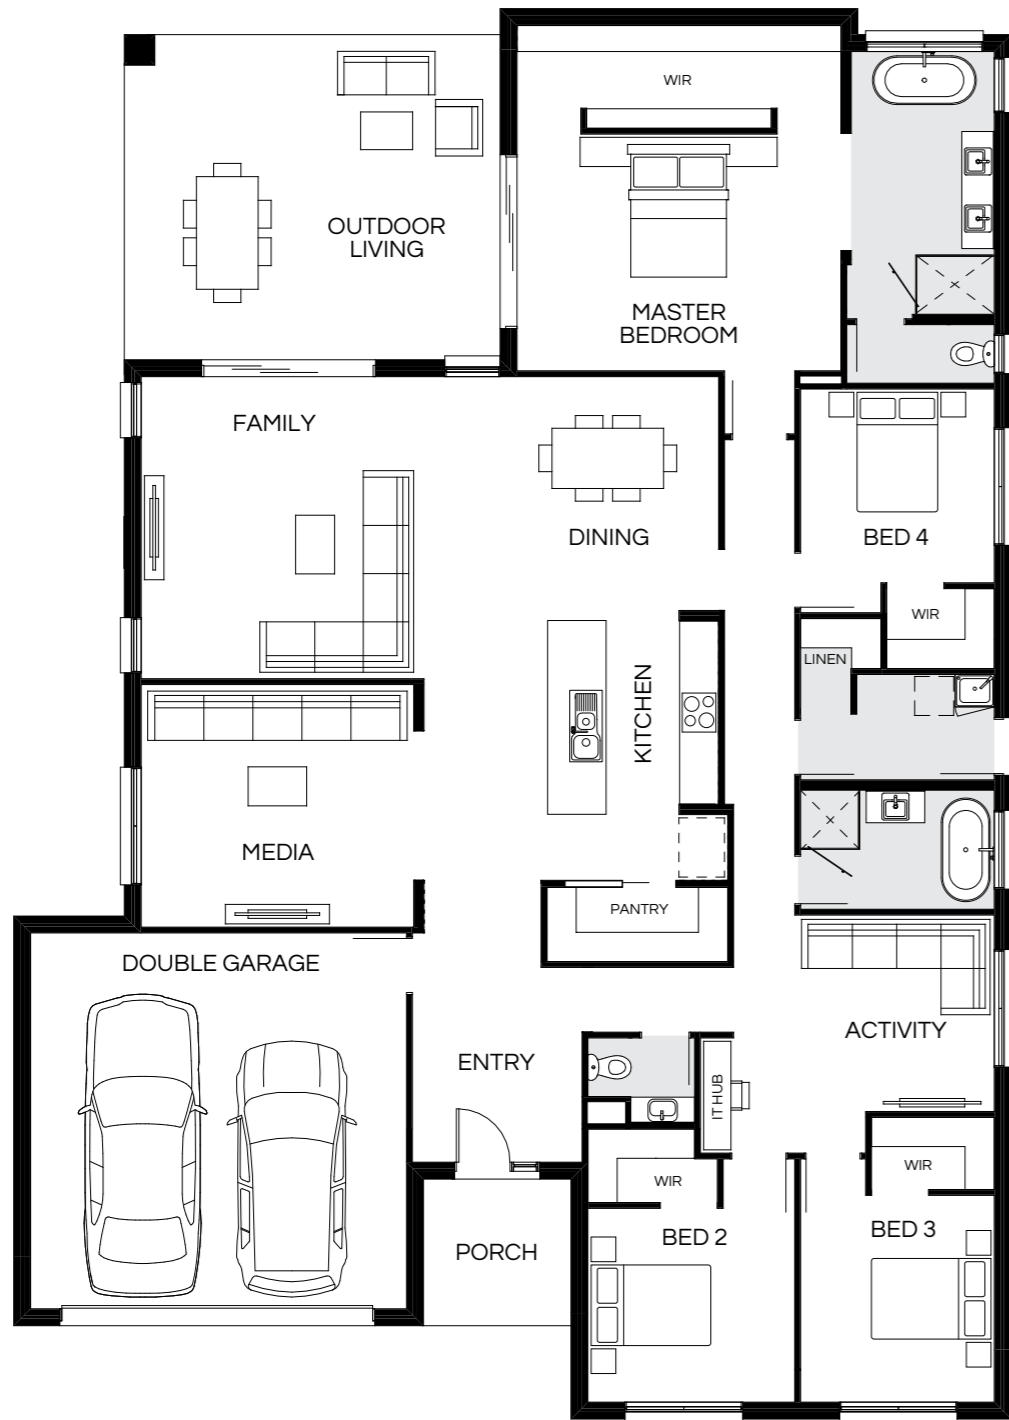 WIR
OUTDOOR
LIVING
MASTER
BEDROOM
FAMILY
DINING
BED 4
WIR
LINEN
KITCHEN
MEDIA
PANTRY
DOUBLE GARAGE
ACTIVITY
ENTRY
IT HUB
WIR
WIR
BED 2
BED 3
PORCH